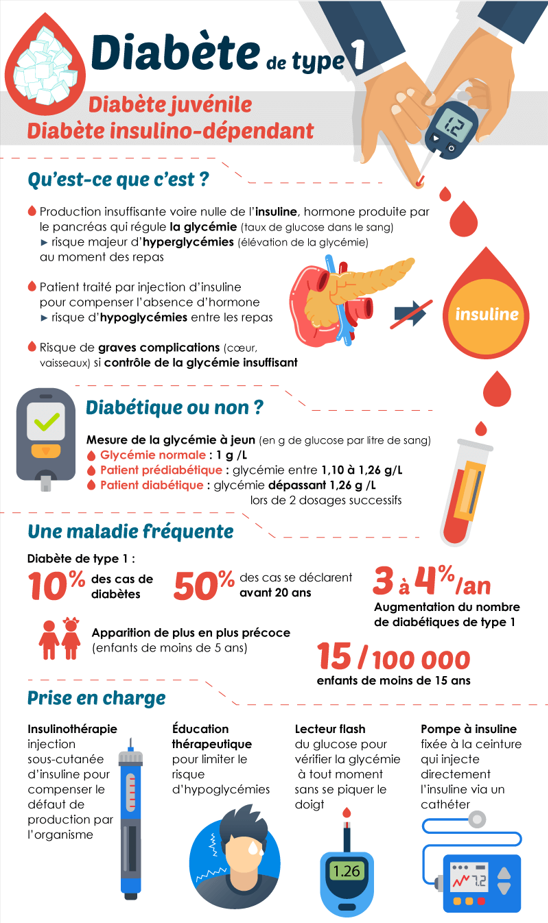 Diabète de type 1
Diabète juvénile
Diabète insulino-dépendant
1.2
Qu'est-ce que c'est ?
Production insuffisante voire nulle de l'insuline, hormone produite par
le pancréas qui régule la glycémie (taux de glucose dans le sang)
► risque majeur d'hyperglycémies (élévation de la glycémie)
au moment des repas
Patient traité par injection d'insuline
pour compenser l'absence d'hormone
► risque d'hypoglycémies entre les repas
Risque de graves complications (cœur,
vaisseaux) si contrôle de la glycémie insuffisant
insuline
Diabétique ou non ?
Mesure de la glycémie à jeun (en g de glucose par litre de sang)
Glycémie normale : 1 g /L
Patient prédiabétique : glycémie entre 1,10 à 1,26 g/L
Patient diabétique : glycémie dépassant 1,26 g /L
lors de 2 dosages successifs
Une maladie fréquente
Diabète de type 1 :
10% des cas de
diabètes
50% des cas se déclarent
avant 20 ans
3 à 4%/an
Augmentation du nombre
de diabétiques de type 1
Apparition de plus en plus précoce
(enfants de moins de 5 ans)
15 / 100 000
enfants de moins de 15 ans
Prise en charge
Insulinothérapie
injection
sous-cutanée
d'insuline pour
compenser le
défaut de
production par
l'organisme
Éducation
thérapeutique
pour limiter le
risque
d'hypoglycémies
Lecteur flash
du glucose pour
vérifier la glycémie
à tout moment
sans se piquer le
doigt
1.26
Pompe à insuline
fixée à la ceinture
qui injecte
directement
l'insuline via un
cathéter
7.2